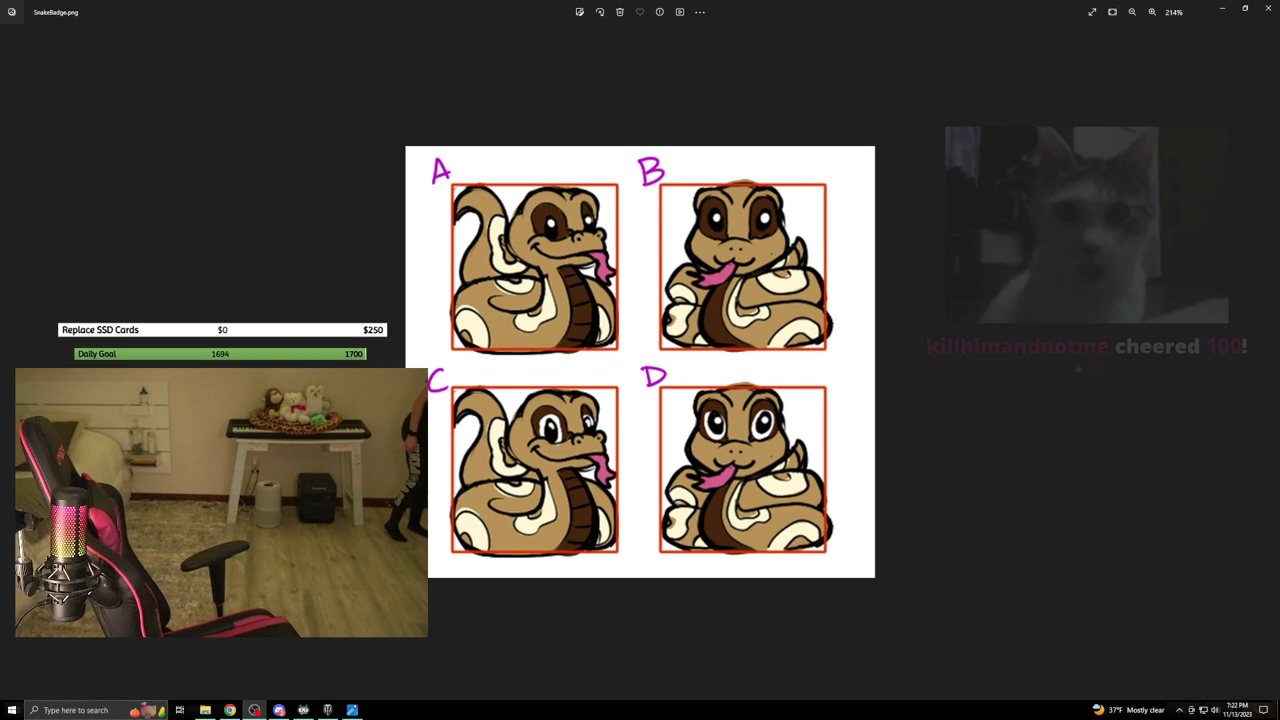 SnakeBadge.png
214%
A
B
C
D
Replace SSD Cards $0 $250
Daily Goal 1694 1700
killhimandnotme cheered 100!
Type here to search
37°F Mostly clear
7:22 PM
11/13/2023